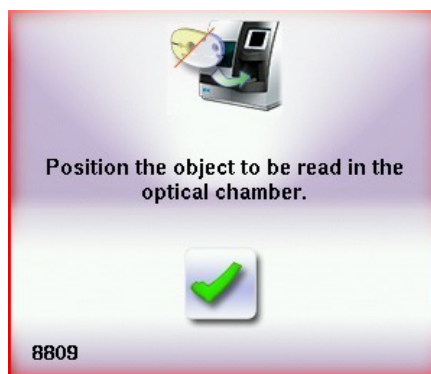 Position the object to be read in the
optical chamber.
8809